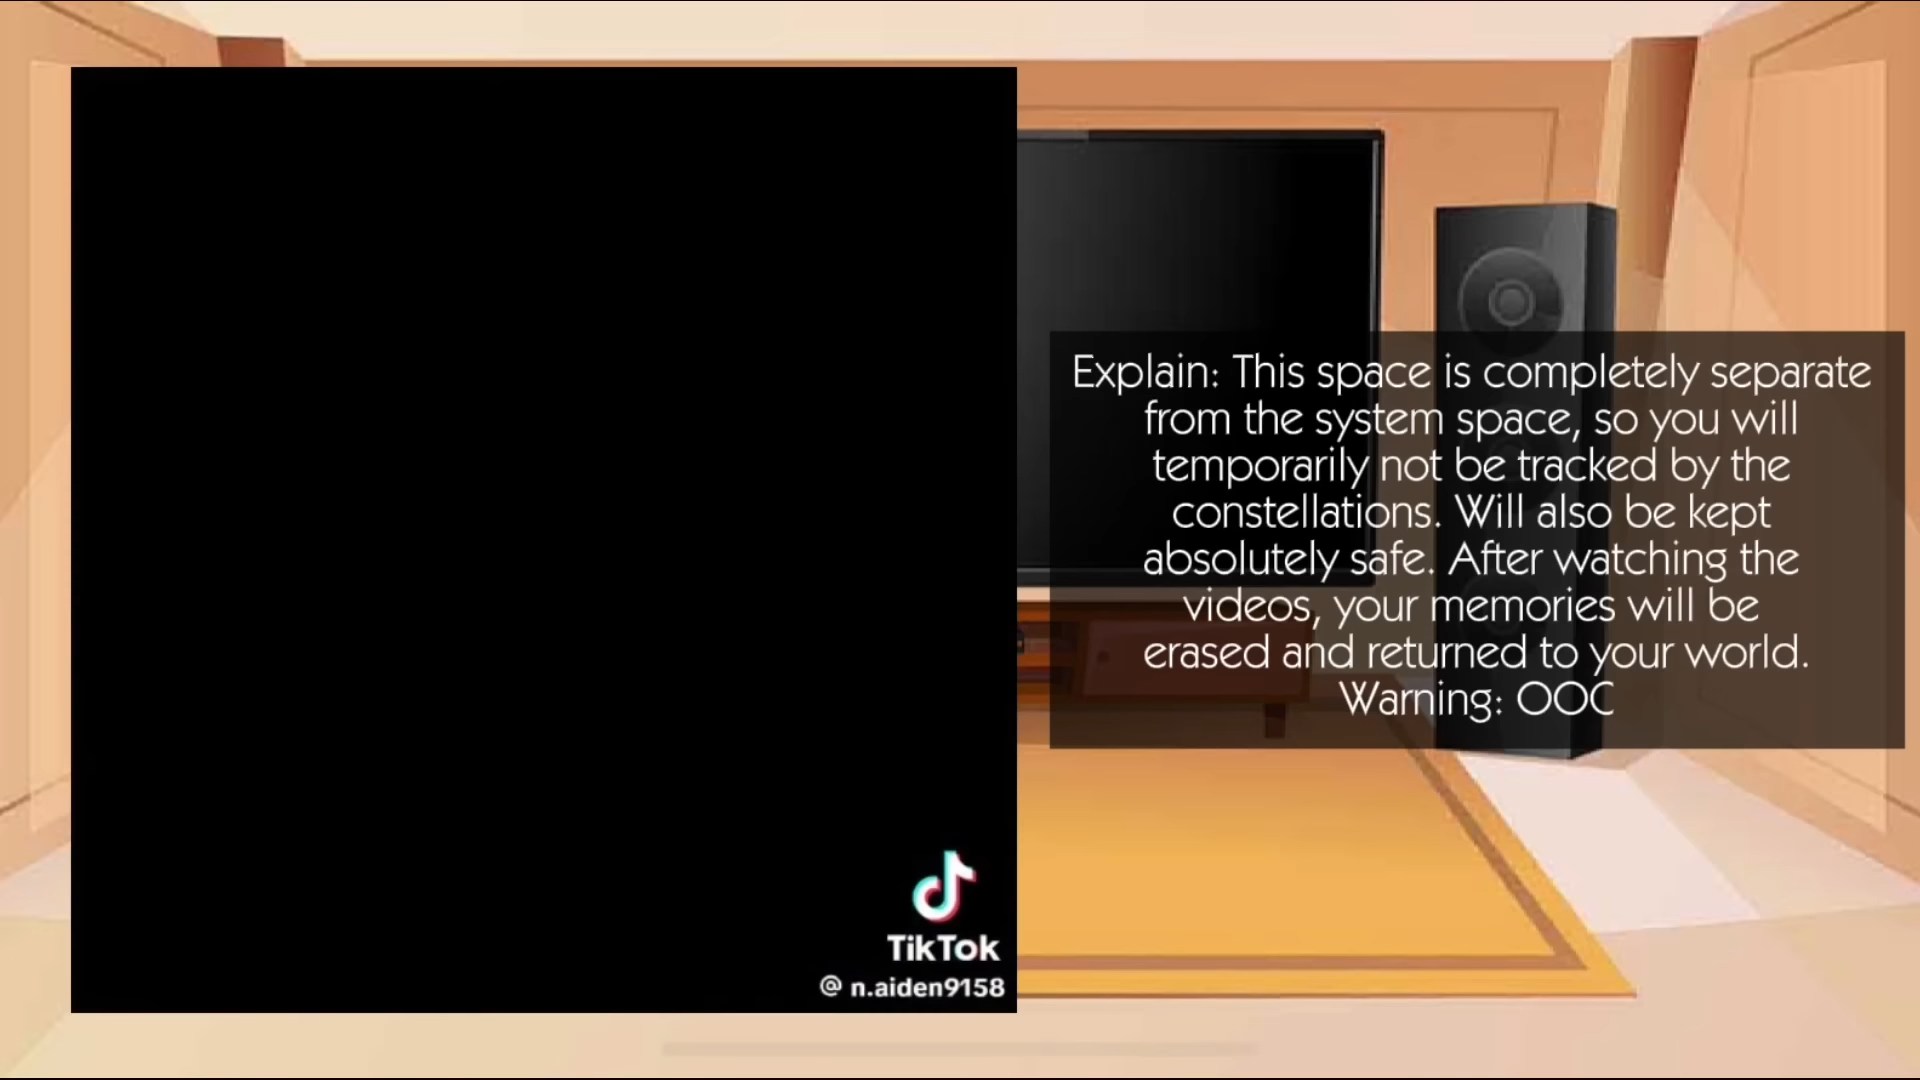 Explain: This space is completely separate
from the system space, so you will
temporarily not be tracked by the
constellations. Will also be kept
absolutely safe. After watching the
videos, your memories will be
erased and returned to your world.
Warning: OOC
TikTok
@ n.aiden9158